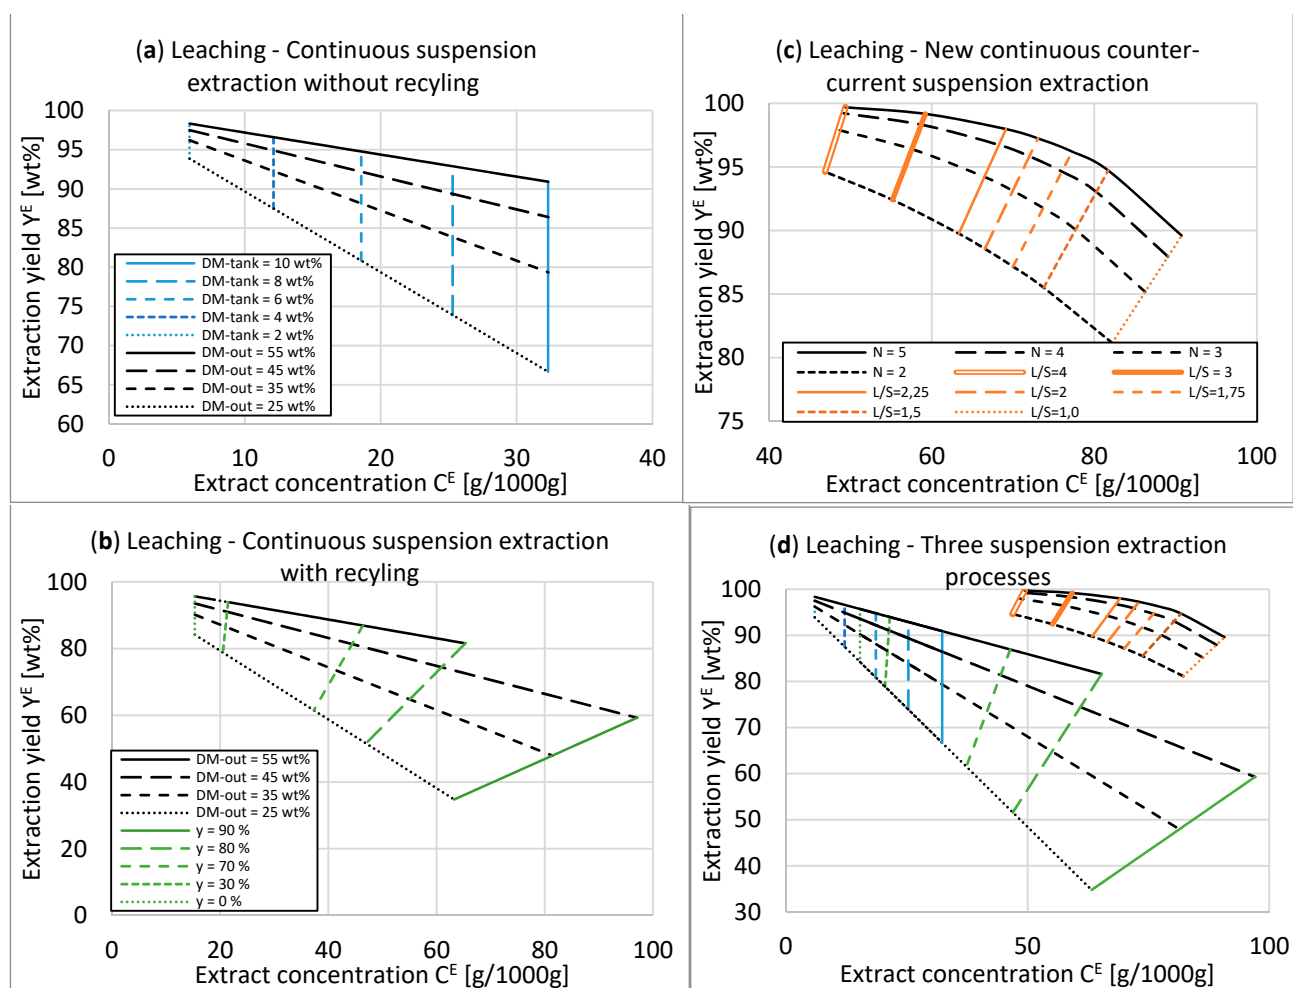 (a) Leaching - Continuous suspension
extraction without recyling
100
95
90
85
80
75
70
65
60
Extraction yield Y^E [wt%]
DM-tank = 10 wt%
DM-tank = 8 wt%
DM-tank = 6 wt%
DM-tank = 4 wt%
DM-tank = 2 wt%
DM-out = 55 wt%
DM-out = 45 wt%
DM-out = 35 wt%
DM-out = 25 wt%
0 10 20 30 40
Extract concentration C^E [g/1000g]
(c) Leaching - New continuous counter-
current suspension extraction
100
95
90
85
80
75
Extraction yield Y^E [wt%]
N = 5 N = 4 N = 3
N = 2 L/S=4 L/S = 3
L/S=2,25 L/S=2 L/S=1,75
L/S=1,5 L/S=1,0
40 60 80 100
Extract concentration C^E [g/1000g]
(b) Leaching - Continuous suspension extraction
with recyling
100
80
60
40
20
0
Extraction yield Y^E [wt%]
DM-out = 55 wt%
DM-out = 45 wt%
DM-out = 35 wt%
DM-out = 25 wt%
y = 90 %
y = 80 %
y = 70 %
y = 30 %
y = 0 %
0 20 40 60 80 100
Extract concentration C^E [g/1000g]
(d) Leaching - Three suspension extraction
processes
100
90
80
70
60
50
40
30
Extraction yield Y^E [wt%]
0 50 100
Extract concentration C^E [g/1000g]